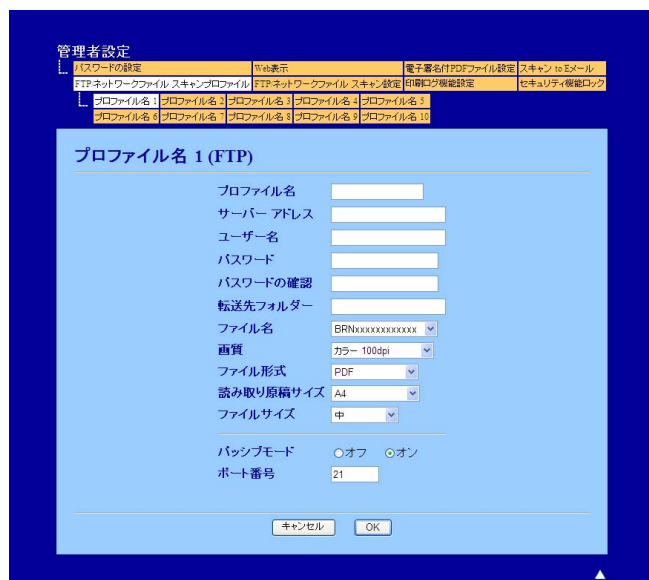 管理者設定
パスワードの設定 Web表示 電子署名付PDFファイル設定 スキャン to Eメール
FTP/ネットワークファイル スキャンプロファイル FTP/ネットワークファイル スキャン設定 印刷ログ機能設定 セキュリティ機能ロック
プロファイル名 1 プロファイル名 2 プロファイル名 3 プロファイル名 4 プロファイル名 5
プロファイル名 6 プロファイル名 7 プロファイル名 8 プロファイル名 9 プロファイル名 10
プロファイル名 1 (FTP)
プロファイル名
サーバー アドレス
ユーザー名
パスワード
パスワードの確認
転送先フォルダー
ファイル名 BRNxxxxxxxxxxxx
画質 カラー 100dpi
ファイル形式 PDF
読み取り原稿サイズ A4
ファイルサイズ 中
パッシブモード オフ オン
ポート番号 21
キャンセル OK